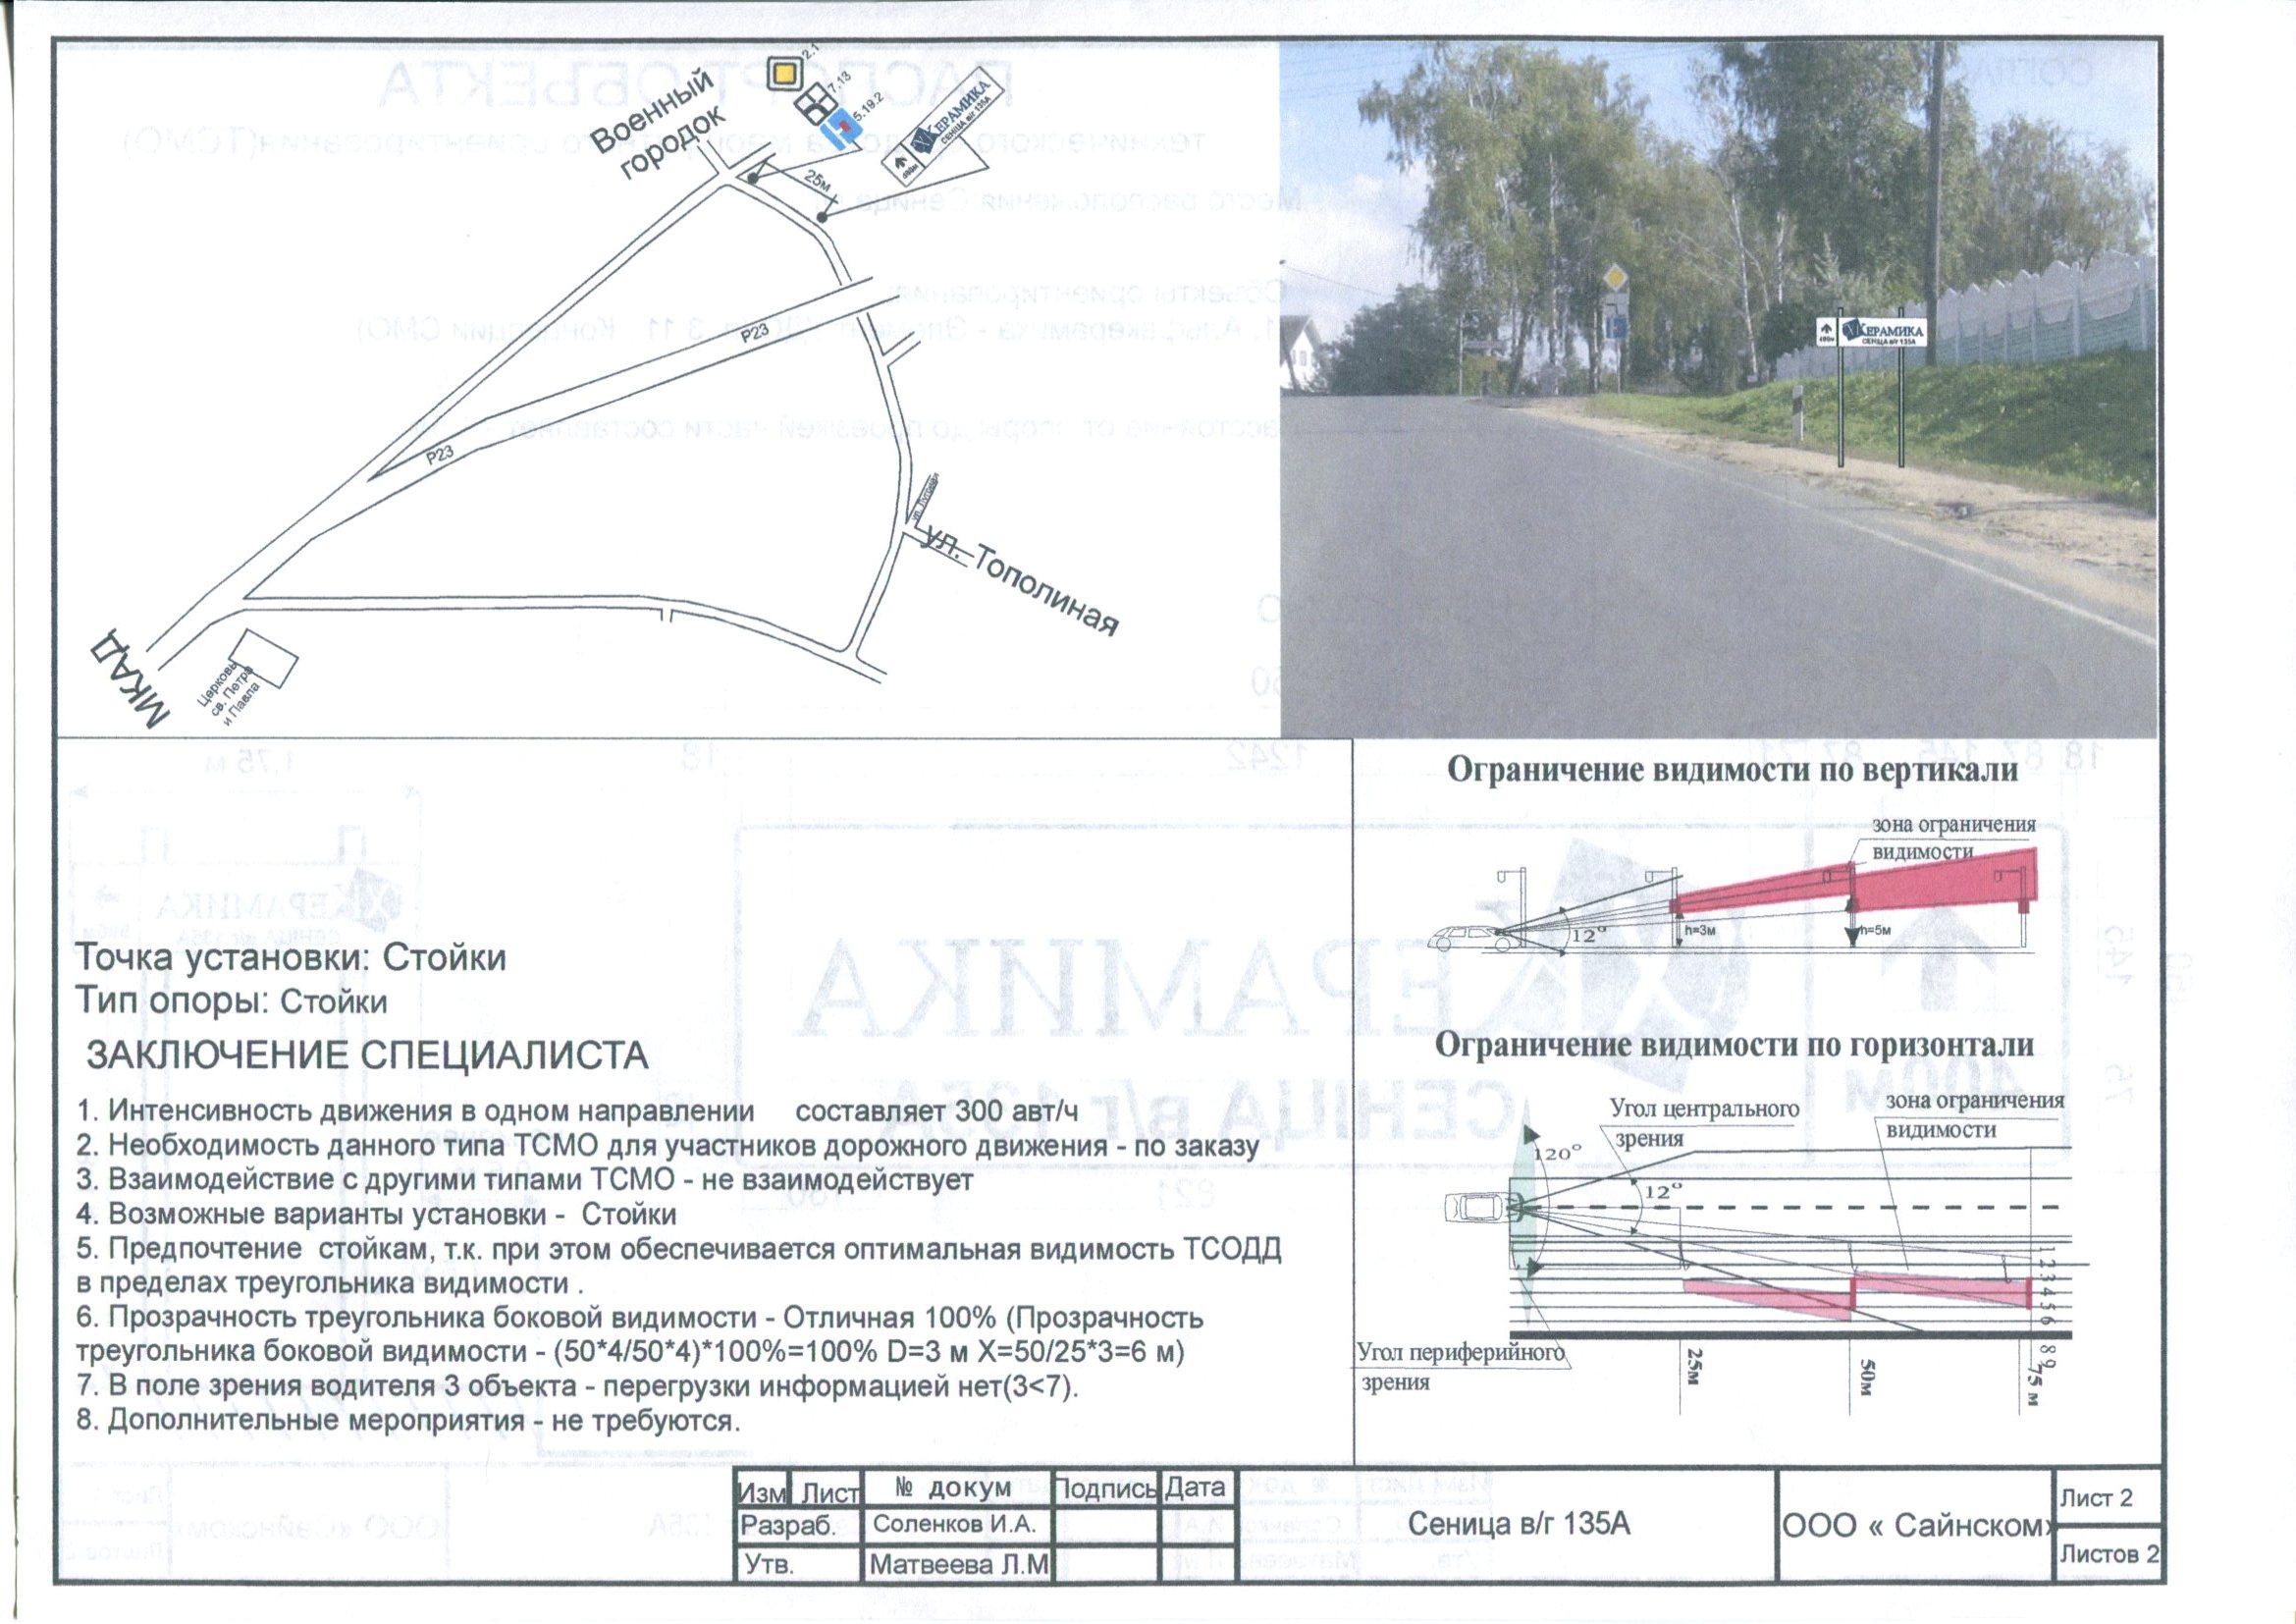 Военный
городок
2.1
7.13
5.19.2
КЕРАМИКА
СЕНІЦА в/г 135А
400м
25м
Р23
Р23
ул. Луговая
ул. Тополиная
МКАД
Церковь
св. Петра
и Павла
КЕРАМИКА
СЕНІЦА в/г 135А
400м
Точка установки: Стойки
Тип опоры: Стойки
ЗАКЛЮЧЕНИЕ СПЕЦИАЛИСТА
1. Интенсивность движения в одном направлении составляет 300 авт/ч
2. Необходимость данного типа ТСМО для участников дорожного движения - по заказу
3. Взаимодействие с другими типами ТСМО - не взаимодействует
4. Возможные варианты установки - Стойки
5. Предпочтение стойкам, т.к. при этом обеспечивается оптимальная видимость ТСОДД
в пределах треугольника видимости .
6. Прозрачность треугольника боковой видимости - Отличная 100% (Прозрачность
треугольника боковой видимости - (50*4/50*4)*100%=100% D=3 м X=50/25*3=6 м)
7. В поле зрения водителя 3 объекта - перегрузки информацией нет(3<7).
8. Дополнительные мероприятия - не требуются.
Ограничение видимости по вертикали
зона ограничения
видимости
12°
h=3м
h=5м
Ограничение видимости по горизонтали
Угол центрального
зрения
зона ограничения
видимости
120°
12°
1 2 3 4 5 6 8 9
Угол периферийного
зрения
25м
50м
75 м
Изм Лист № докум Подпись Дата
Разраб. Соленков И.А.
Утв. Матвеева Л.М
Сеница в/г 135А
ООО « Сайнском»
Лист 2
Листов 2